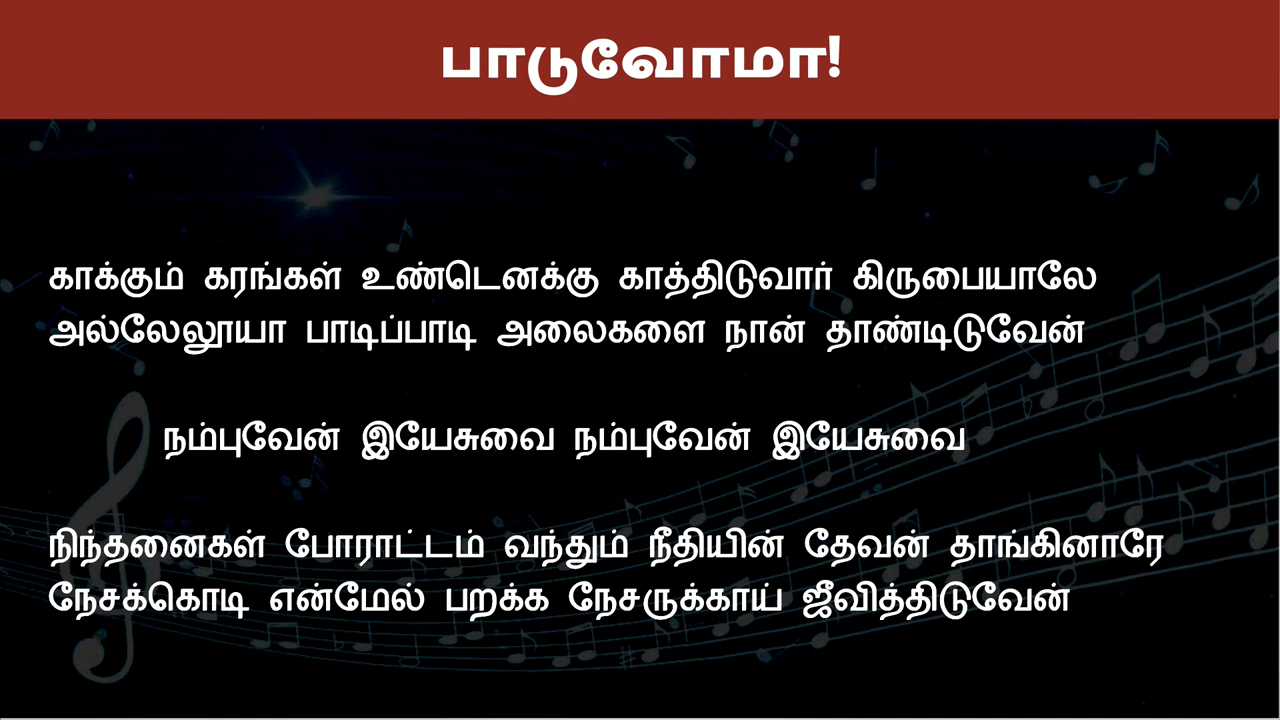 பாடுவோமா!
காக்கும் கரங்கள் உண்டெனக்கு காத்திடுவார் கிருபையாலே
அல்லேலூயா பாடிப்பாடி அலைகளை நான் தாண்டிடுவேன்
நம்புவேன் இயேசுவை நம்புவேன் இயேசுவை
நிந்தனைகள் போராட்டம் வந்தும் நீதியின் தேவன் தாங்கினாரே
நேசக்கொடி என்மேல் பறக்க நேசருக்காய் ஜீவித்திடுவேன்